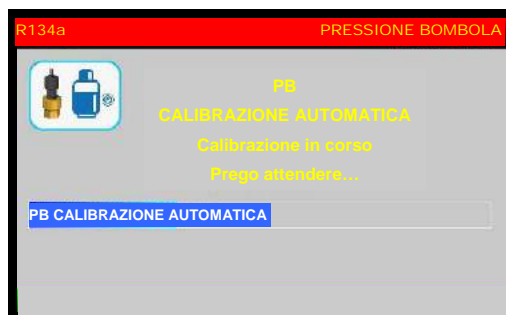 R134a PRESSIONE BOMBOLA
PB
CALIBRAZIONE AUTOMATICA
Calibrazione in corso
Prego attendere...
PB CALIBRAZIONE AUTOMATICA